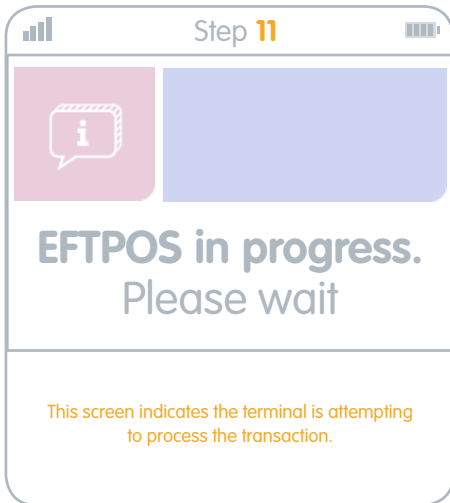 Step 11
i
EFTPOS in progress.
Please wait
This screen indicates the terminal is attempting
to process the transaction.